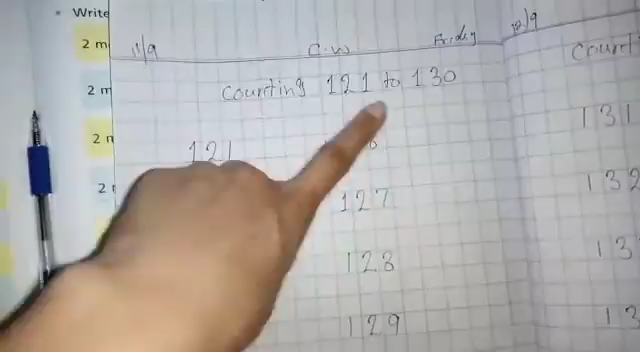 Write
2 m
2 m
2
2
11/9 C.W Friday
Counting 121 to 130
121
127
128
129
12/9
Count
131
132
13
13